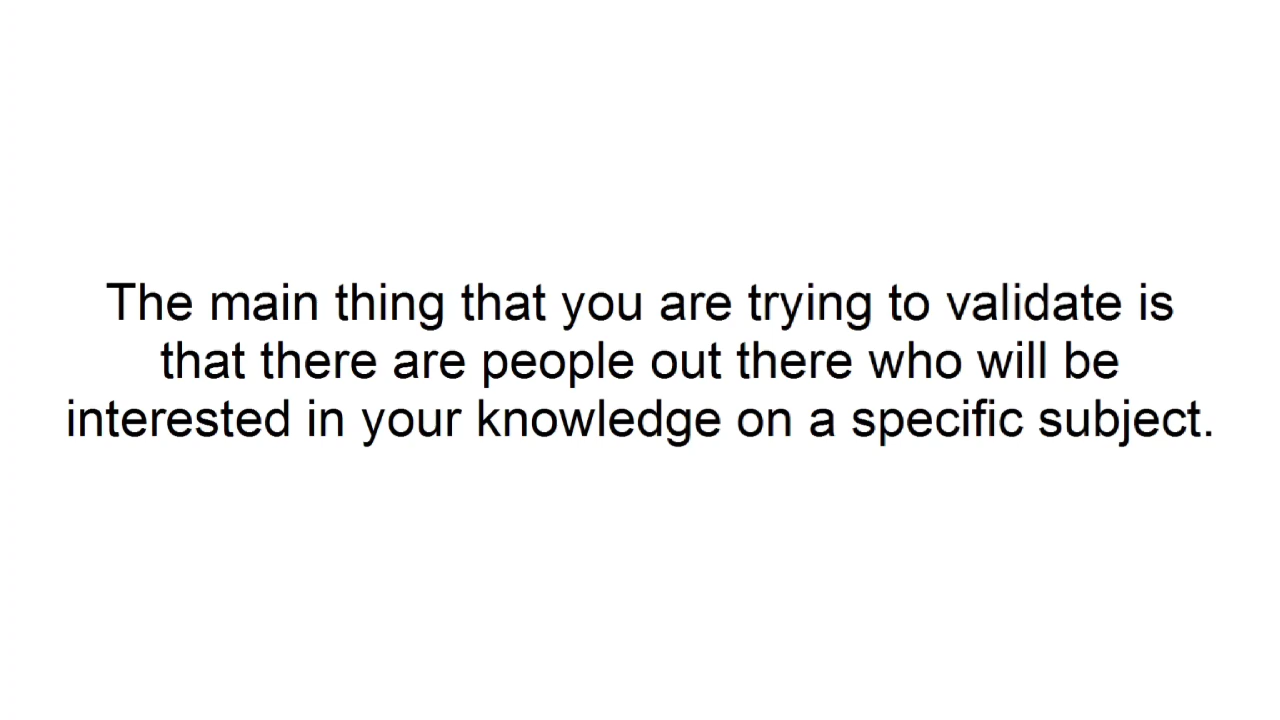 The main thing that you are trying to validate is
that there are people out there who will be
interested in your knowledge on a specific subject.